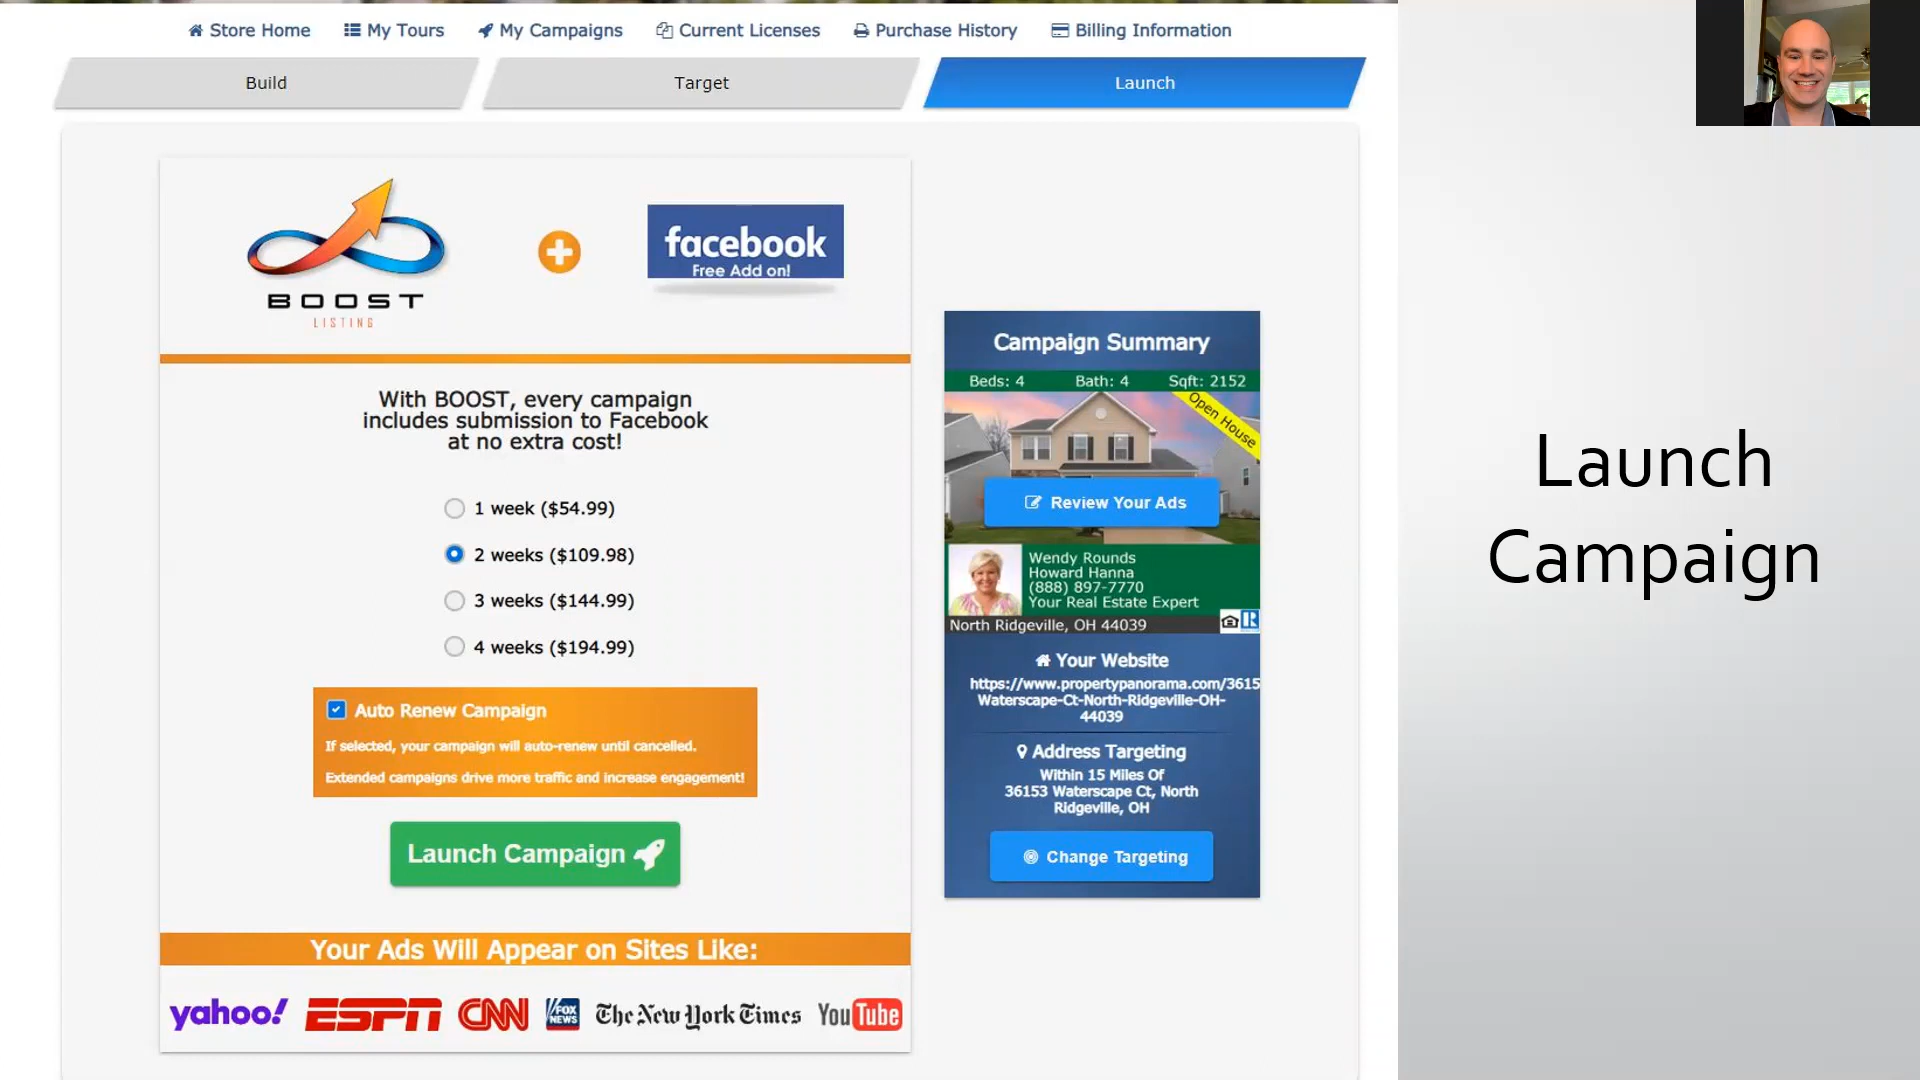 Store Home
My Tours
My Campaigns
Current Licenses
Purchase History
Billing Information
Build
Target
Launch
BOOST
LISTING
facebook
Free Add on!
With BOOST, every campaign
includes submission to Facebook
at no extra cost!
1 week ($54.99)
2 weeks ($109.98)
3 weeks ($144.99)
4 weeks ($194.99)
Auto Renew Campaign
If selected, your campaign will auto-renew until cancelled.
Extended campaigns drive more traffic and increase engagement!
Launch Campaign
Your Ads Will Appear on Sites Like:
yahoo!
ESPN
CNN
FOX
NEWS
The New York Times
YouTube
Campaign Summary
Beds: 4
Bath: 4
Sqft: 2152
Open House
Review Your Ads
Wendy Rounds
Howard Hanna
(888) 897-7770
Your Real Estate Expert
North Ridgeville, OH 44039
Your Website
https://www.propertypanorama.com/3615
Waterscape-Ct-North-Ridgeville-OH-
44039
Address Targeting
Within 15 Miles Of
36153 Waterscape Ct, North
Ridgeville, OH
Change Targeting
Launch
Campaign